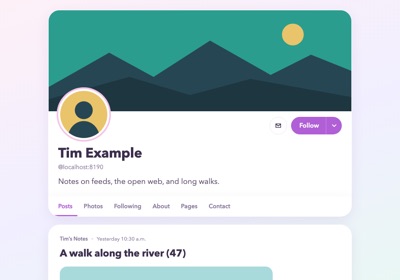 Follow
Tim Example
@localhost:8190
Notes on feeds, the open web, and long walks.
Posts Photos Following About Pages Contact
Tim's Notes · Yesterday 10:30 a.m.
A walk along the river (47)